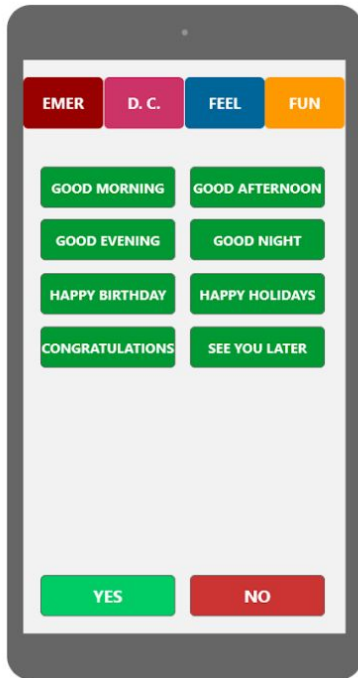 EMER D. C. FEEL FUN
GOOD MORNING GOOD AFTERNOON
GOOD EVENING GOOD NIGHT
HAPPY BIRTHDAY HAPPY HOLIDAYS
CONGRATULATIONS SEE YOU LATER
YES NO